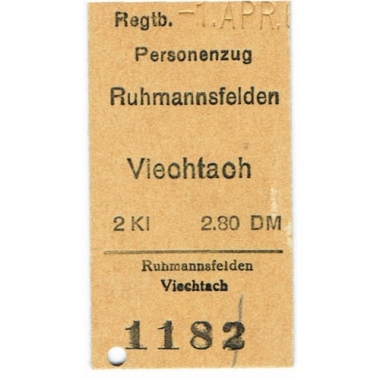 Regtb. -1.APR.
Personenzug
Ruhmannsfelden
Viechtach
2 Kl 2.80 DM
Ruhmannsfelden
Viechtach
1182